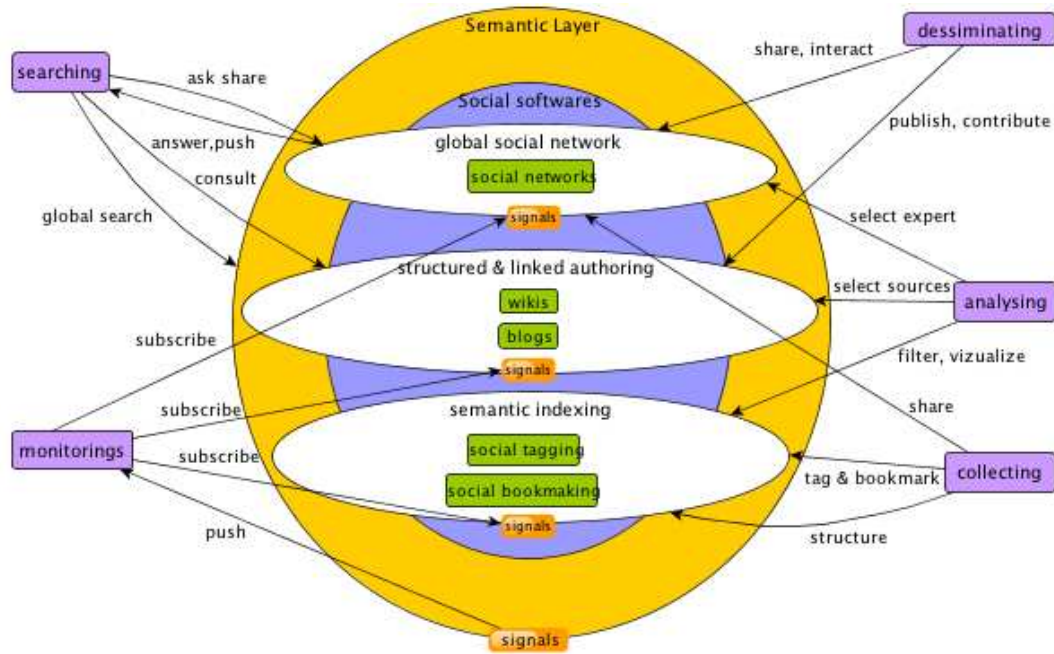 Semantic Layer
dessiminating
searching
share, interact
ask share
Social softwares
publish, contribute
answer,push
global social network
consult
social networks
global search
signals
select expert
structured & linked authoring
select sources
analysing
wikis
subscribe
blogs
filter, vizualize
signals
subscribe
semantic indexing
share
monitorings
subscribe
social tagging
tag & bookmark
collecting
social bookmaking
signals
push
structure
signals